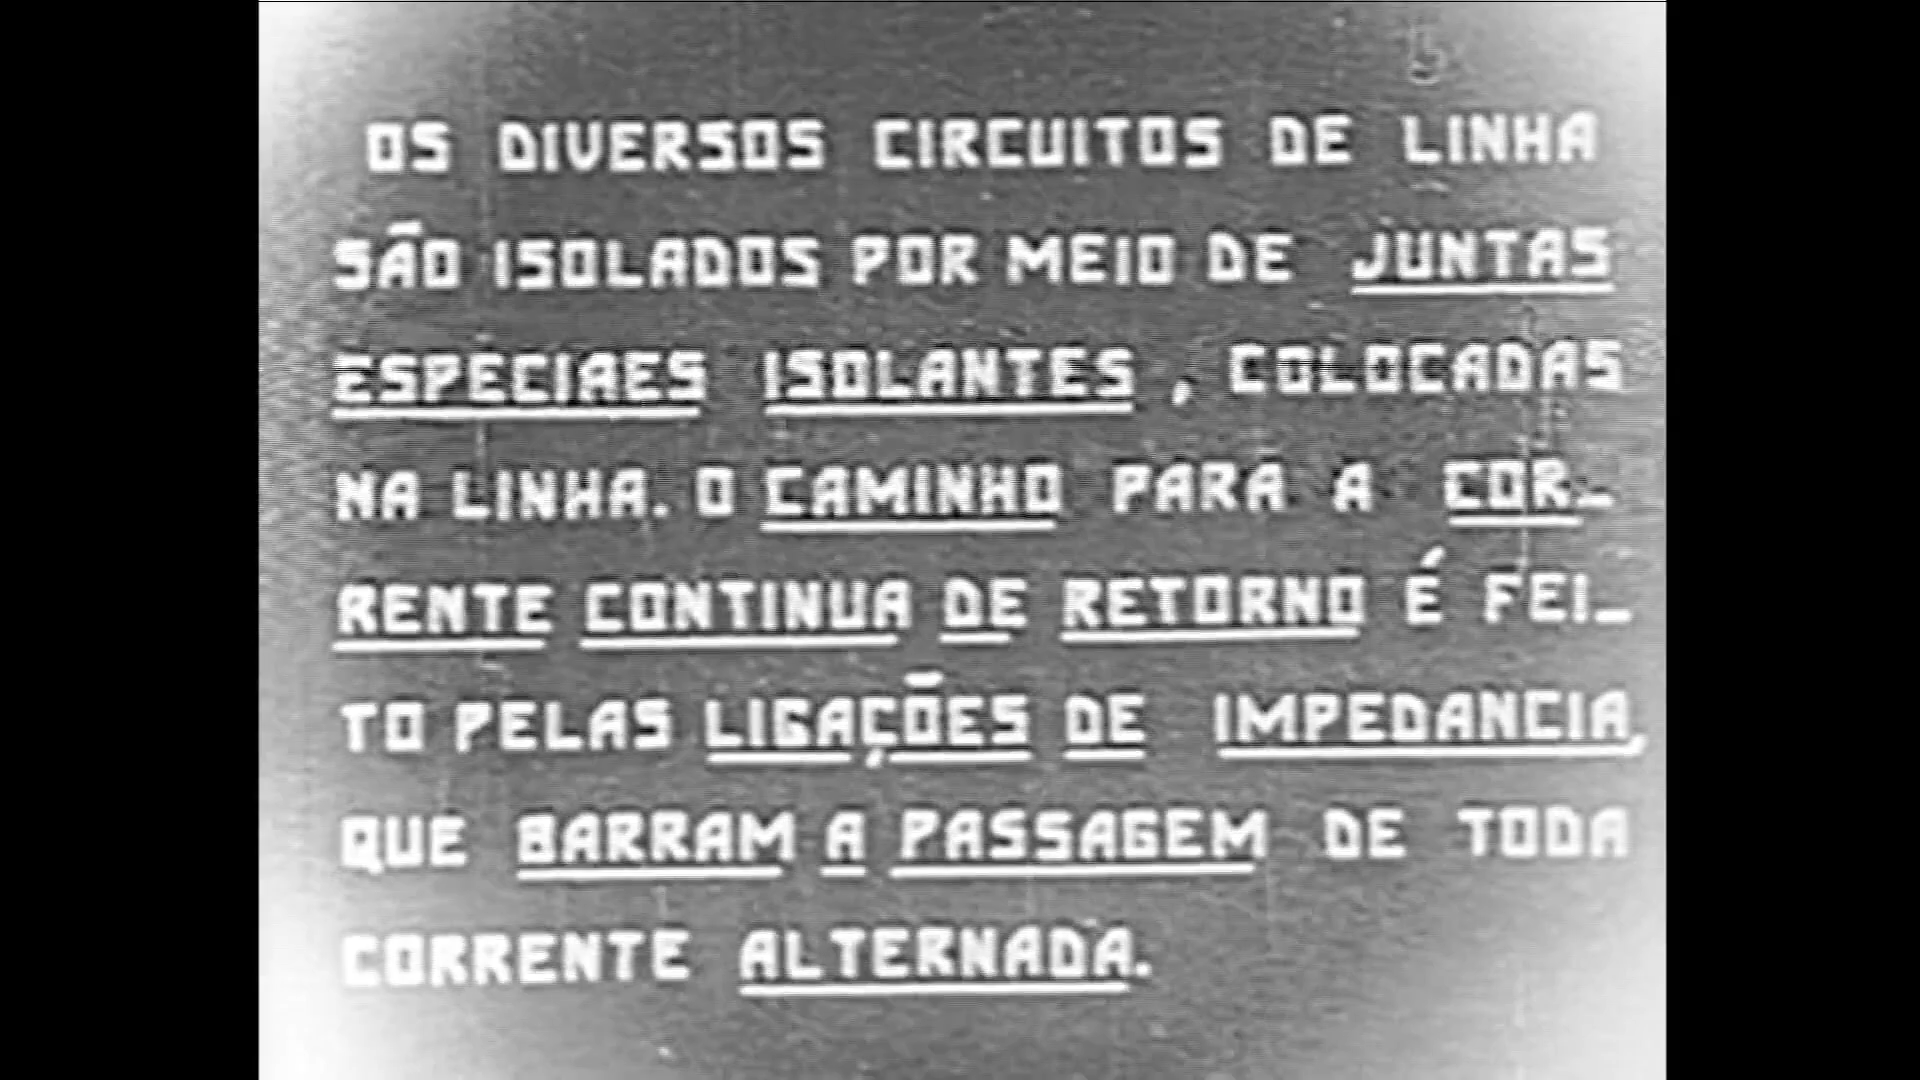 OS DIVERSOS CIRCUITOS DE LINHA
SÃO ISOLADOS POR MEIO DE JUNTAS
ESPECIAES ISOLANTES, COLOCADAS
NA LINHA. O CAMINHO PARA A COR-
RENTE CONTINUA DE RETORNO É FEI-
TO PELAS LIGAÇÕES DE IMPEDANCIA,
QUE BARRAM A PASSAGEM DE TODA
CORRENTE ALTERNADA.